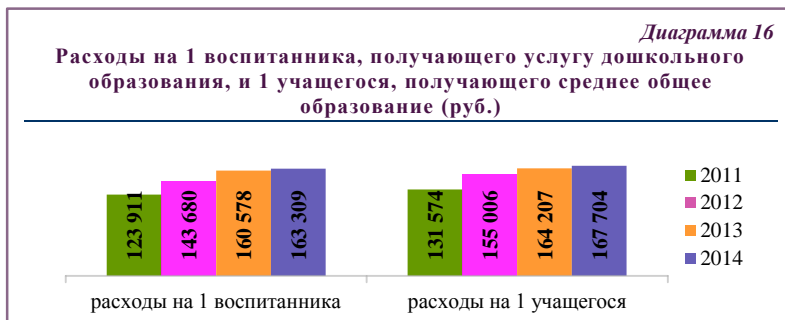 Диаграмма 16
Расходы на 1 воспитанника, получающего услугу дошкольного
образования, и 1 учащегося, получающего среднее общее
образование (руб.)
123 911
143 680
160 578
163 309
131 574
155 006
164 207
167 704
2011
2012
2013
2014
расходы на 1 воспитанника
расходы на 1 учащегося